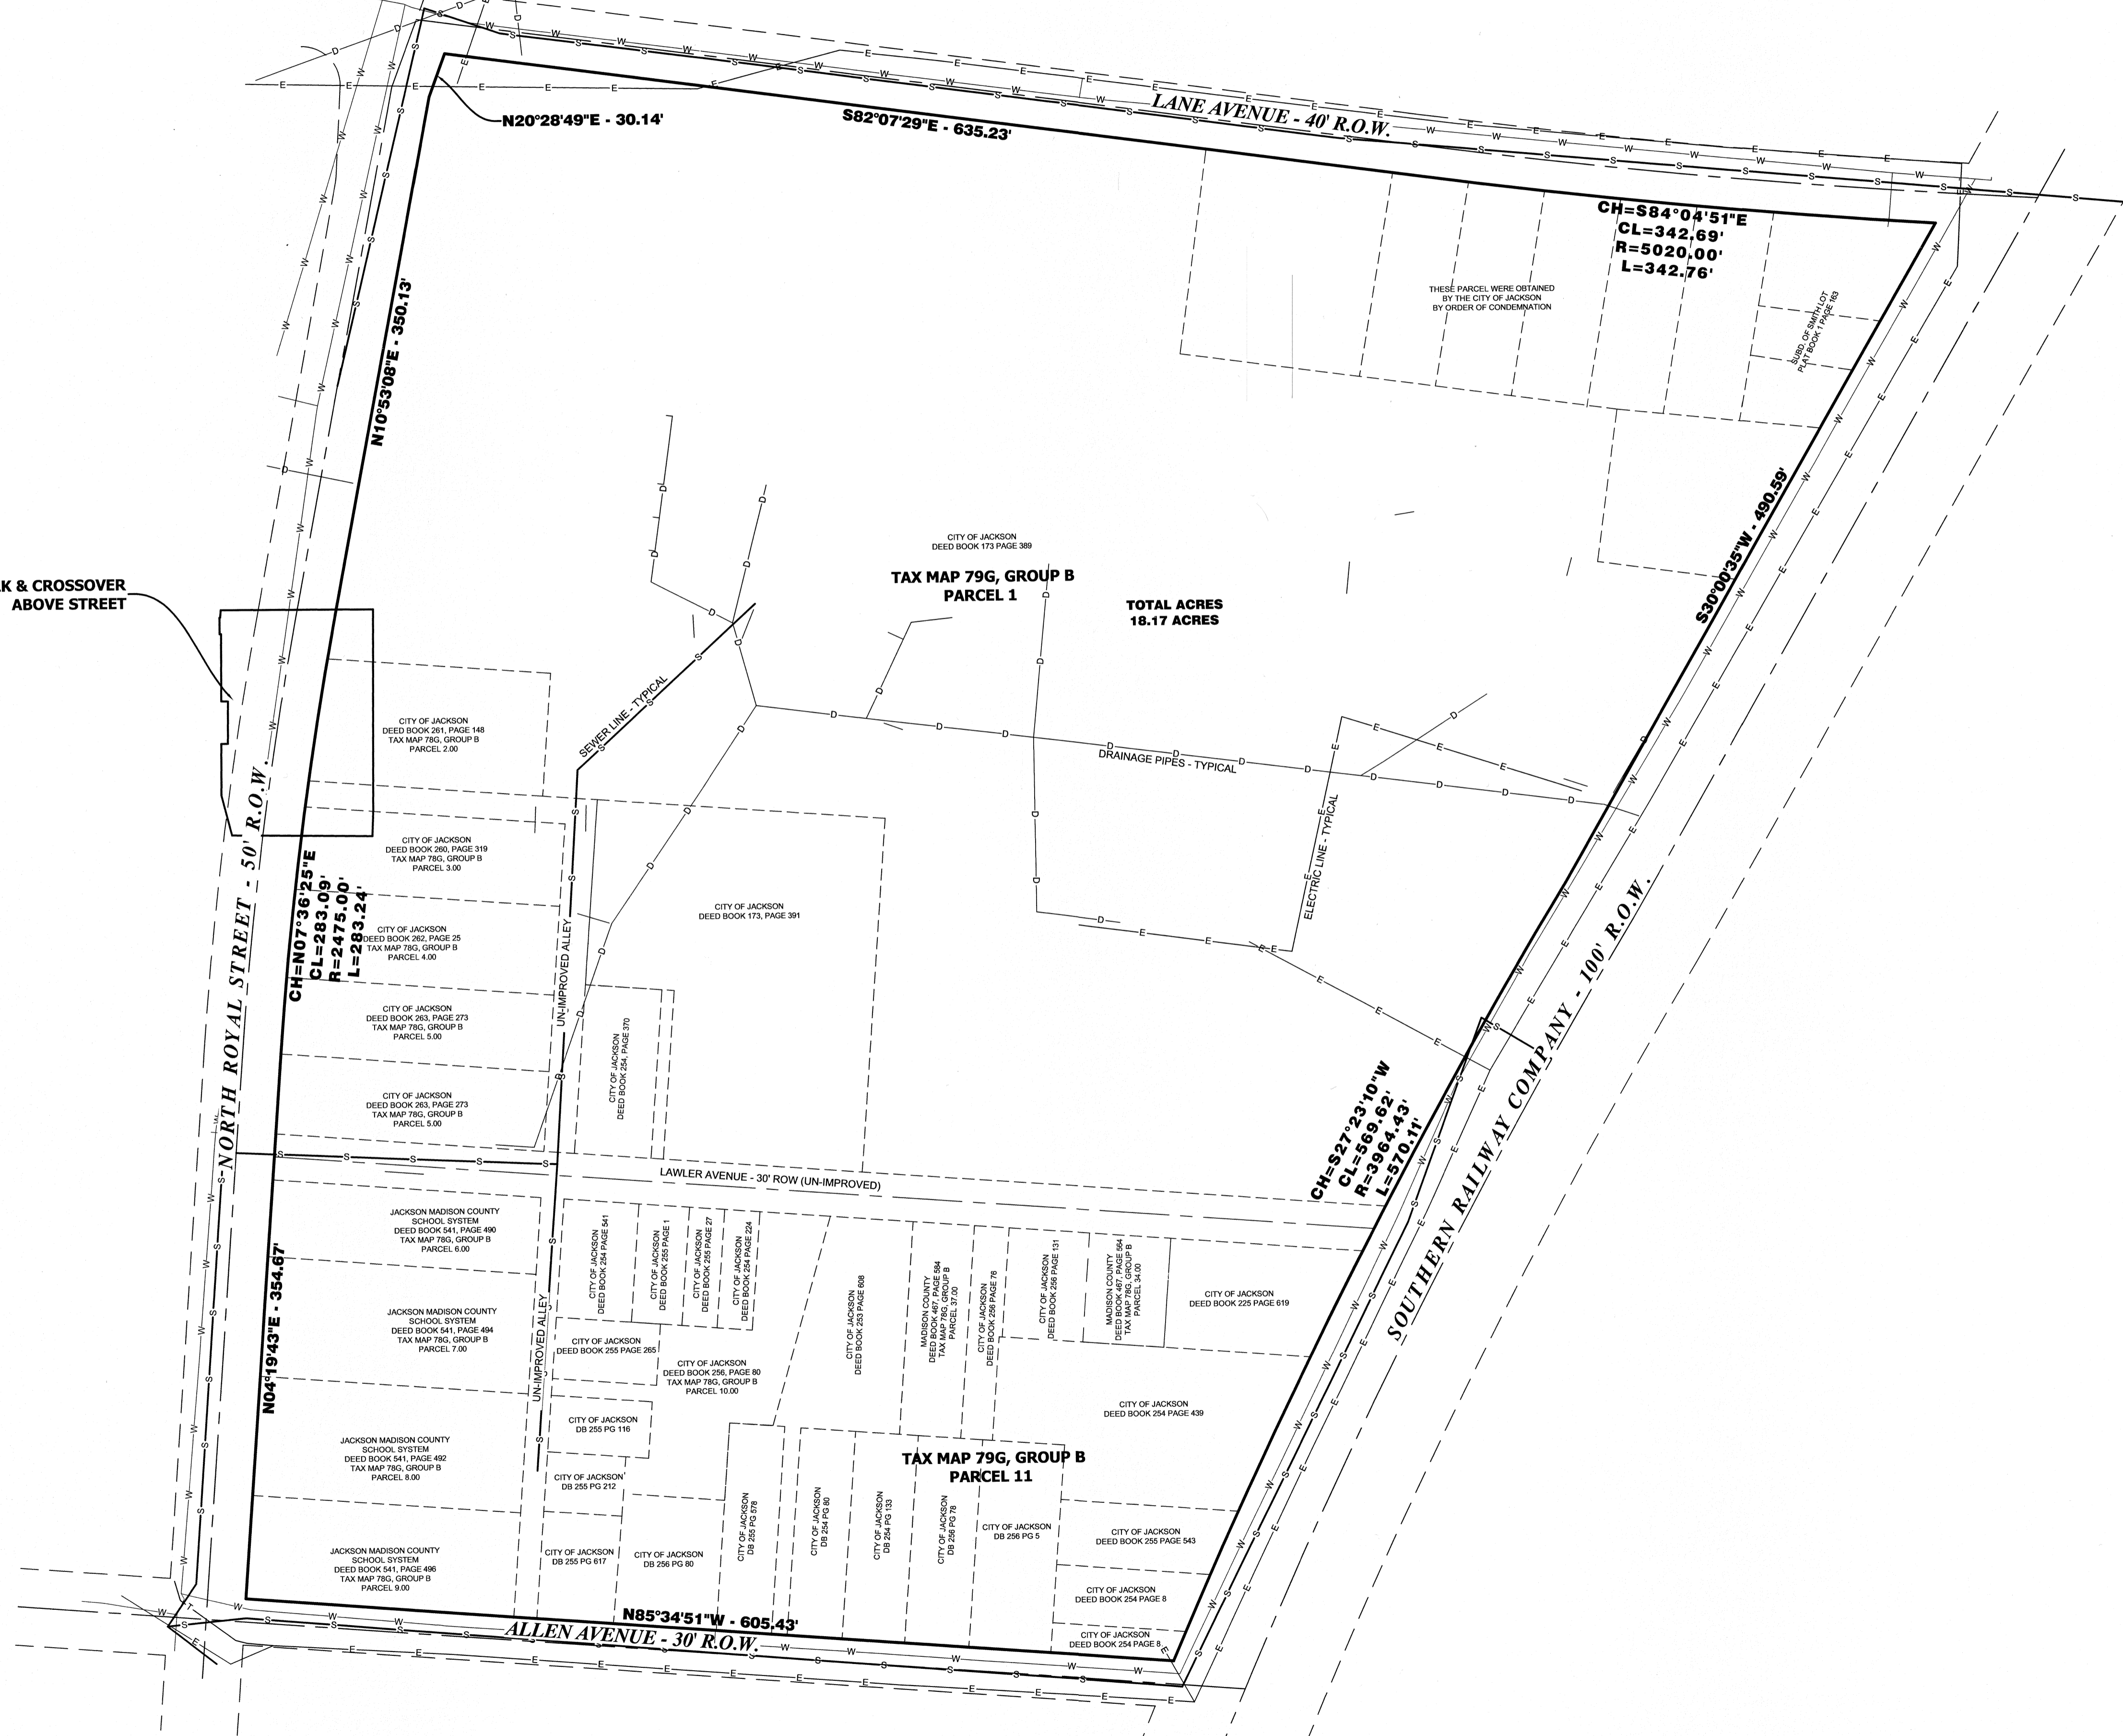 LANE AVENUE - 40' R.O.W.
N20°28'49"E - 30.14'
S82°07'29"E - 635.23'
CH=S84°04'51"E
CL=342.69'
R=5020.00'
L=342.76'
THESE PARCEL WERE OBTAINED
BY THE CITY OF JACKSON
BY ORDER OF CONDEMNATION
SUBD. OF SMITH LOT
PLAT BOOK 1 PAGE 163
N10°53'08"E - 350.13'
S30°00'35"W - 490.59'
CITY OF JACKSON
DEED BOOK 173 PAGE 389
TAX MAP 79G, GROUP B
PARCEL 1
TOTAL ACRES
18.17 ACRES
& CROSSOVER
ABOVE STREET
SEWER LINE - TYPICAL
CITY OF JACKSON
DEED BOOK 261, PAGE 148
TAX MAP 78G, GROUP B
PARCEL 2.00
DRAINAGE PIPES - TYPICAL
ELECTRIC LINE - TYPICAL
CITY OF JACKSON
DEED BOOK 260, PAGE 319
TAX MAP 78G, GROUP B
PARCEL 3.00
NORTH ROYAL STREET - 50' R.O.W.
CH=N07°36'25"E
CL=283.09'
R=2475.00'
L=283.24'
CITY OF JACKSON
DEED BOOK 262, PAGE 25
TAX MAP 78G, GROUP B
PARCEL 4.00
UN-IMPROVED ALLEY
CITY OF JACKSON
DEED BOOK 173, PAGE 391
CITY OF JACKSON
DEED BOOK 263, PAGE 273
TAX MAP 78G, GROUP B
PARCEL 5.00
CITY OF JACKSON
DEED BOOK 254, PAGE 370
CITY OF JACKSON
DEED BOOK 263, PAGE 273
TAX MAP 78G, GROUP B
PARCEL 5.00
CH=S27°23'10"W
CL=569.62'
R=3964.43'
L=570.11'
SOUTHERN RAILWAY COMPANY - 100' R.O.W.
LAWLER AVENUE - 30' ROW (UN-IMPROVED)
JACKSON MADISON COUNTY
SCHOOL SYSTEM
DEED BOOK 541, PAGE 490
TAX MAP 78G, GROUP B
PARCEL 6.00
CITY OF JACKSON
DEED BOOK 254 PAGE 541
CITY OF JACKSON
DEED BOOK 255 PAGE 1
CITY OF JACKSON
DEED BOOK 255 PAGE 27
CITY OF JACKSON
DEED BOOK 254 PAGE 224
CITY OF JACKSON
DEED BOOK 253 PAGE 608
MADISON COUNTY
DEED BOOK 467, PAGE 584
TAX MAP 78G, GROUP B
PARCEL 37.00
CITY OF JACKSON
DEED BOOK 256 PAGE 76
CITY OF JACKSON
DEED BOOK 256 PAGE 131
MADISON COUNTY
DEED BOOK 467, PAGE 564
TAX MAP 78G, GROUP B
PARCEL 34.00
CITY OF JACKSON
DEED BOOK 225 PAGE 619
N04°19'43"E - 354.67'
JACKSON MADISON COUNTY
SCHOOL SYSTEM
DEED BOOK 541, PAGE 494
TAX MAP 78G, GROUP B
PARCEL 7.00
UN-IMPROVED ALLEY
CITY OF JACKSON
DEED BOOK 255 PAGE 265
CITY OF JACKSON
DEED BOOK 256, PAGE 80
TAX MAP 78G, GROUP B
PARCEL 10.00
CITY OF JACKSON
DEED BOOK 254 PAGE 439
CITY OF JACKSON
DB 255 PG 116
JACKSON MADISON COUNTY
SCHOOL SYSTEM
DEED BOOK 541, PAGE 492
TAX MAP 78G, GROUP B
PARCEL 8.00
TAX MAP 79G, GROUP B
PARCEL 11
CITY OF JACKSON
DB 255 PG 212
CITY OF JACKSON
DB 255 PG 578
CITY OF JACKSON
DB 254 PG 80
CITY OF JACKSON
DB 254 PG 133
CITY OF JACKSON
DB 256 PG 78
CITY OF JACKSON
DB 256 PG 5
CITY OF JACKSON
DEED BOOK 255 PAGE 543
JACKSON MADISON COUNTY
SCHOOL SYSTEM
DEED BOOK 541, PAGE 496
TAX MAP 78G, GROUP B
PARCEL 9.00
CITY OF JACKSON
DB 255 PG 617
CITY OF JACKSON
DB 256 PG 80
CITY OF JACKSON
DEED BOOK 254 PAGE 8
CITY OF JACKSON
DEED BOOK 254 PAGE 8
N85°34'51"W - 605.43'
ALLEN AVENUE - 30' R.O.W.